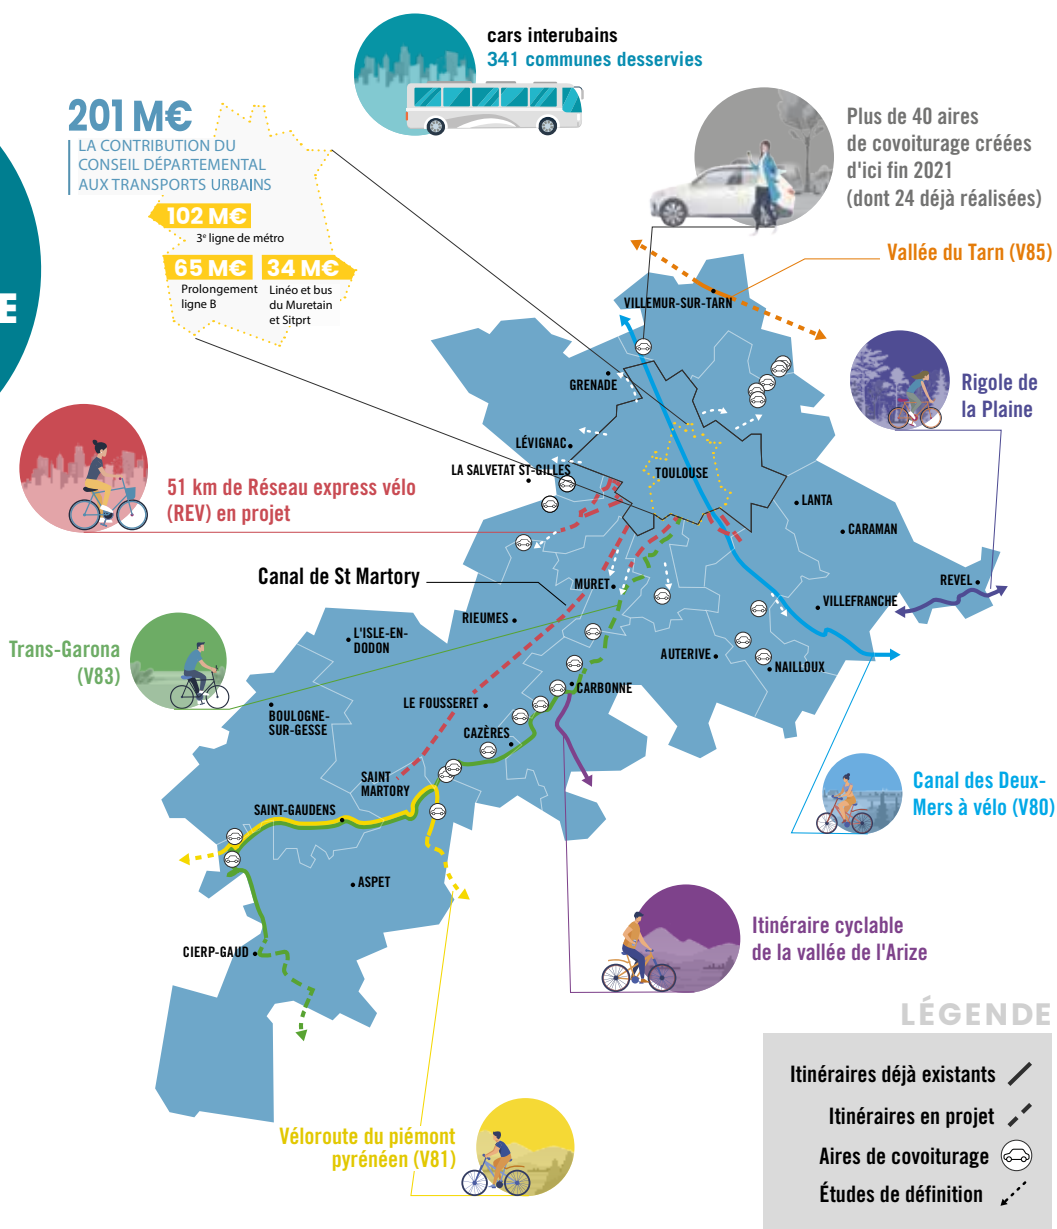 cars interubains
341 communes desservies
201 M€
LA CONTRIBUTION DU
CONSEIL DÉPARTEMENTAL
AUX TRANSPORTS URBAINS
102 M€
3e ligne de métro
65 M€
Prolongement
ligne B
34 M€
Linéo et bus
du Muretain
et Sitprt
Plus de 40 aires
de covoiturage créées
d'ici fin 2021
(dont 24 déjà réalisées)
Vallée du Tarn (V85)
E
VILLEMUR-SUR-TARN
GRENADE
Rigole de
la Plaine
LÉVIGNAC
LA SALVETAT ST-GILLES
TOULOUSE
51 km de Réseau express vélo
(REV) en projet
LANTA
CARAMAN
Canal de St Martory
MURET
REVEL
VILLEFRANCHE
RIEUMES
Trans-Garona
(V83)
L'ISLE-EN-
DODON
AUTERIVE
NAILLOUX
CARBONNE
LE FOUSSERET
BOULOGNE-
SUR-GESSE
CAZÈRES
SAINT
MARTORY
Canal des Deux-
Mers à vélo (V80)
SAINT-GAUDENS
ASPET
Itinéraire cyclable
de la vallée de l'Arize
CIERP-GAUD
Véloroute du piémont
pyrénéen (V81)
LÉGENDE
Itinéraires déjà existants
Itinéraires en projet
Aires de covoiturage
Études de définition